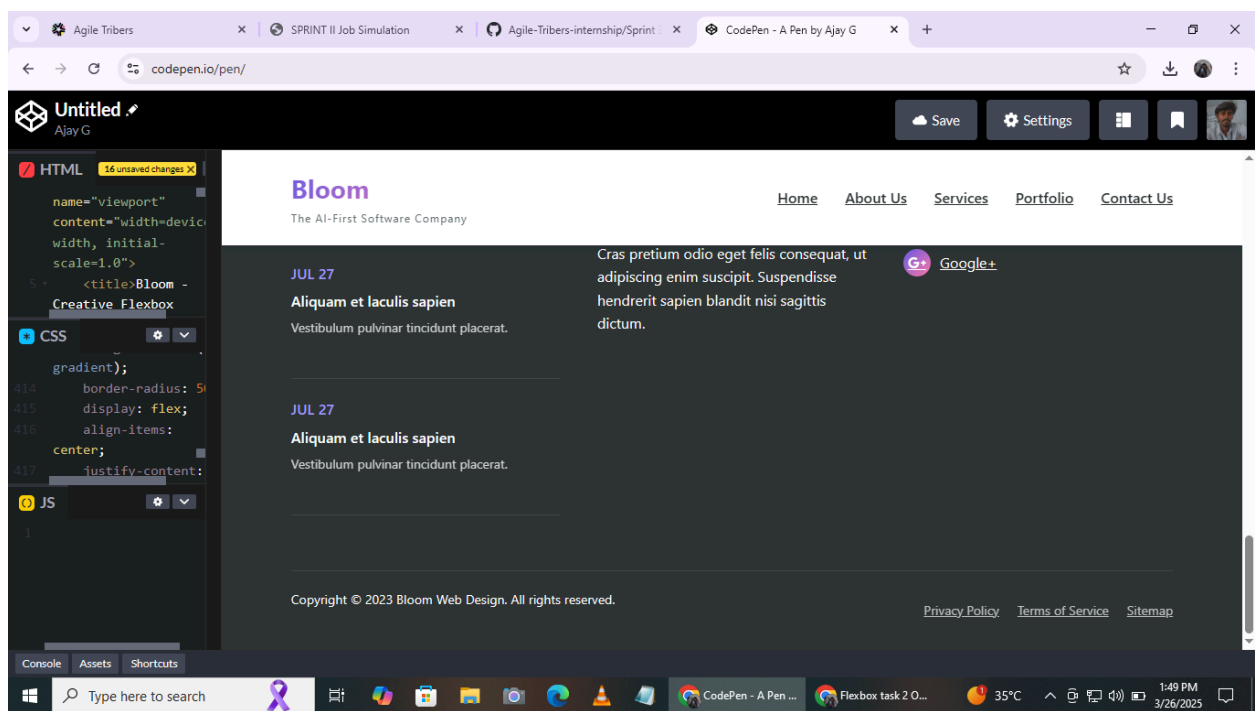 Agile Tribers
SPRINT II Job Simulation
Agile-Tribers-internship/Sprint
CodePen - A Pen by Ajay G
codepen.io/pen/
Untitled
Ajay G
Save
Settings
HTML
16 unsaved changes X
name="viewport"
content="width=devic
width, initial-
scale=1.0">
5
<title>Bloom -
Creative Flexbox
CSS
gradient);
414 border-radius: 50
415 display: flex;
416 align-items:
center;
417 justify-content:
JS
1
Bloom
The AI-First Software Company
Home About Us Services Portfolio Contact Us
JUL 27
Aliquam et Iaculis sapien
Vestibulum pulvinar tincidunt placerat.
JUL 27
Aliquam et Iaculis sapien
Vestibulum pulvinar tincidunt placerat.
Cras pretium odio eget felis consequat, ut
adipiscing enim suscipit. Suspendisse
hendrerit sapien blandit nisi sagittis
dictum.
G+ Google+
Copyright © 2023 Bloom Web Design. All rights reserved.
Privacy Policy Terms of Service Sitemap
Console Assets Shortcuts
Type here to search
CodePen - A Pen ...
Flexbox task 2 O...
1
35°C
1:49 PM
3/26/2025